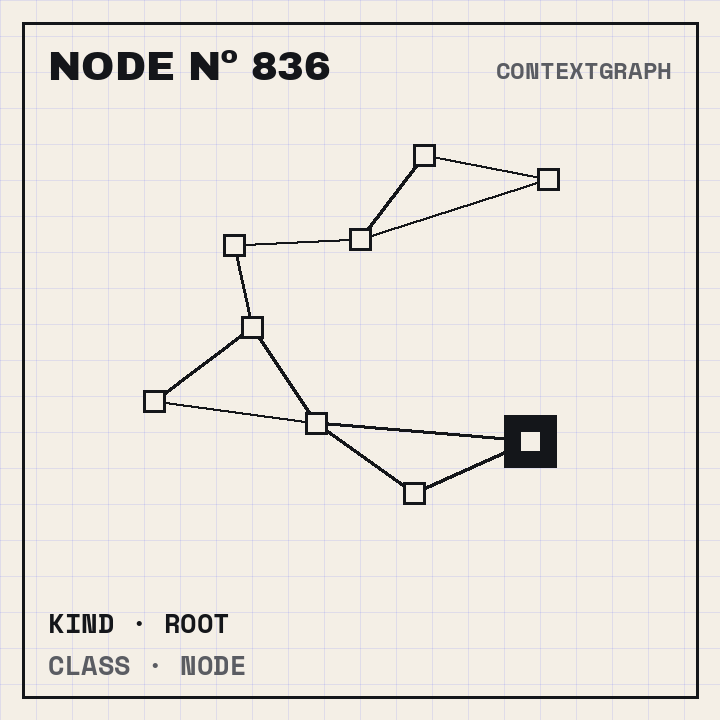 NODE Nº 836
CONTEXTGRAPH
KIND · ROOT
CLASS · NODE